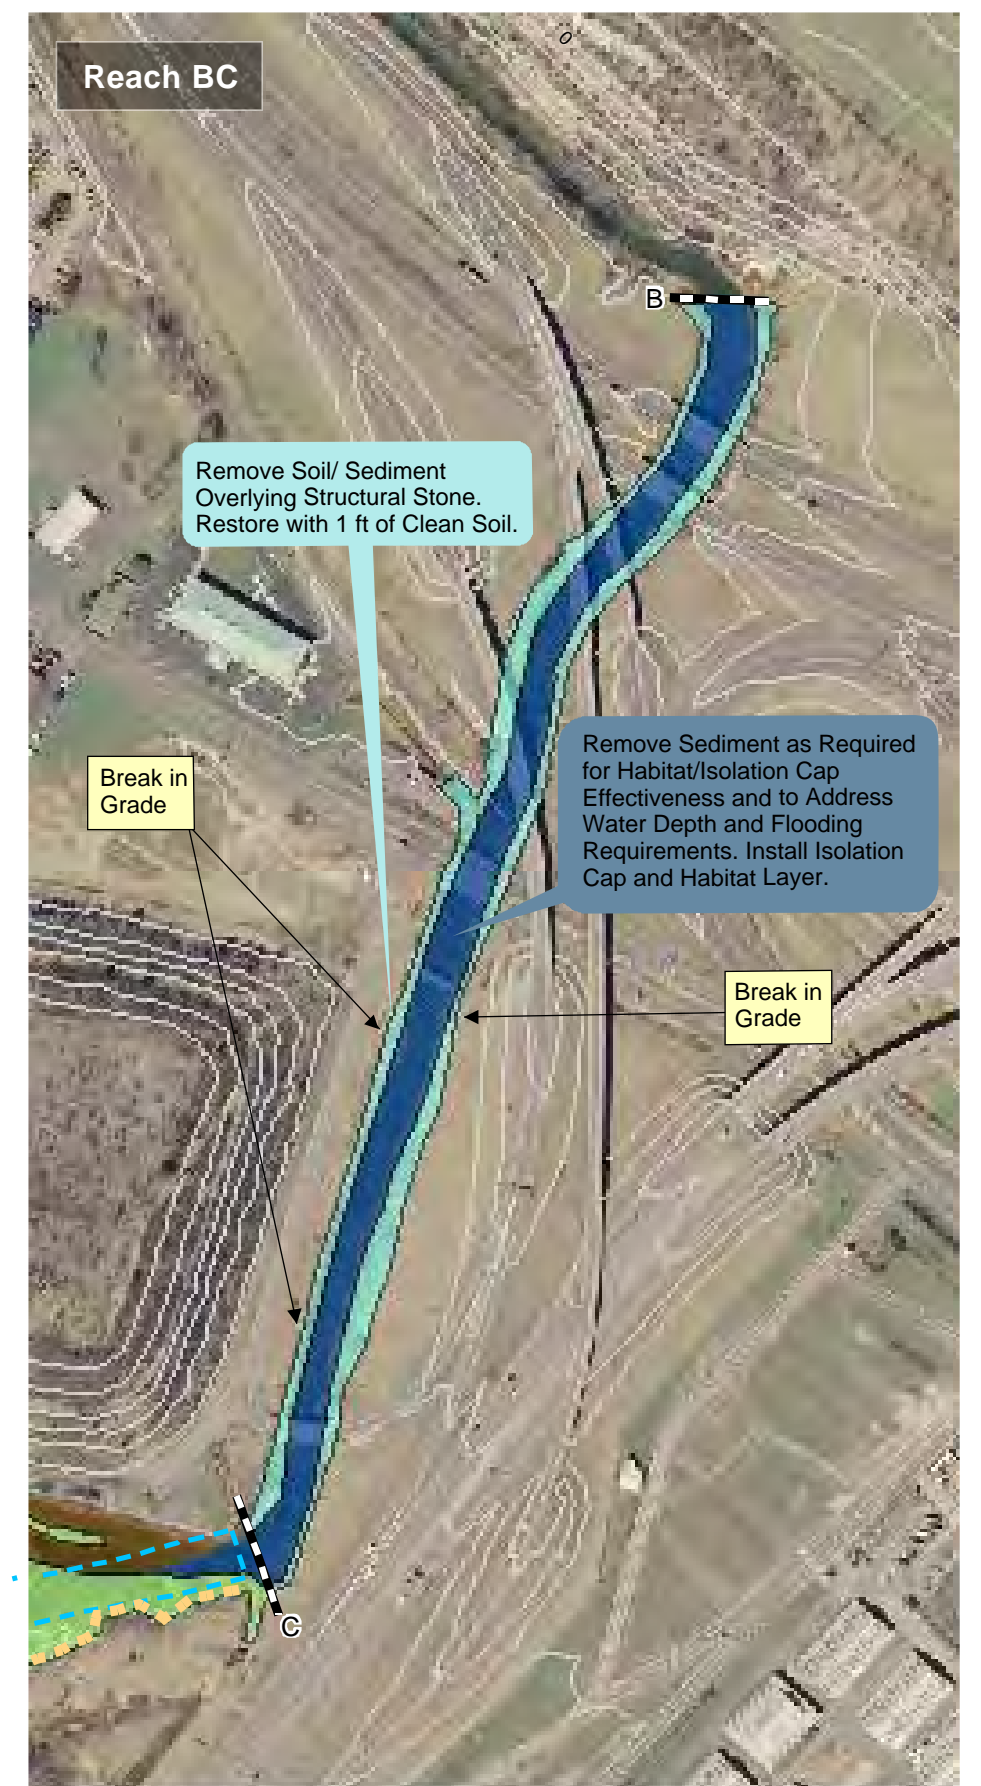 Reach BC
B
Remove Soil/ Sediment
Overlying Structural Stone.
Restore with 1 ft of Clean Soil.
Remove Sediment as Required
for Habitat/Isolation Cap
Effectiveness and to Address
Water Depth and Flooding
Requirements. Install Isolation
Cap and Habitat Layer.
Break in
Grade
Break in
Grade
C